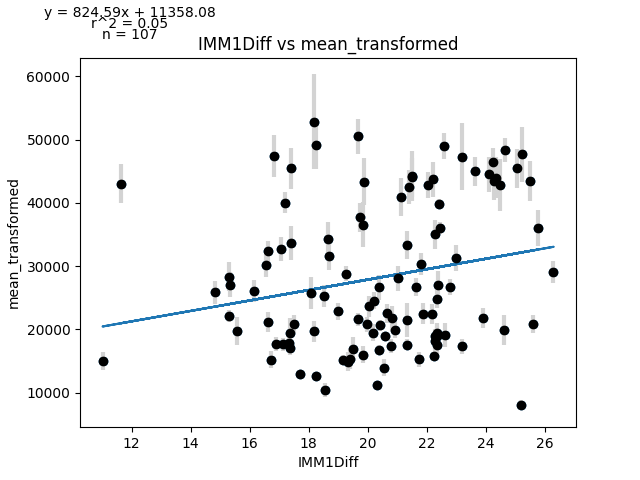 y = 824.59x + 11358.08
r^2 = 0.05
n = 107
IMM1Diff vs mean_transformed
60000
50000
40000
30000
20000
10000
mean_transformed
12 14 16 18 20 22 24 26
IMM1Diff